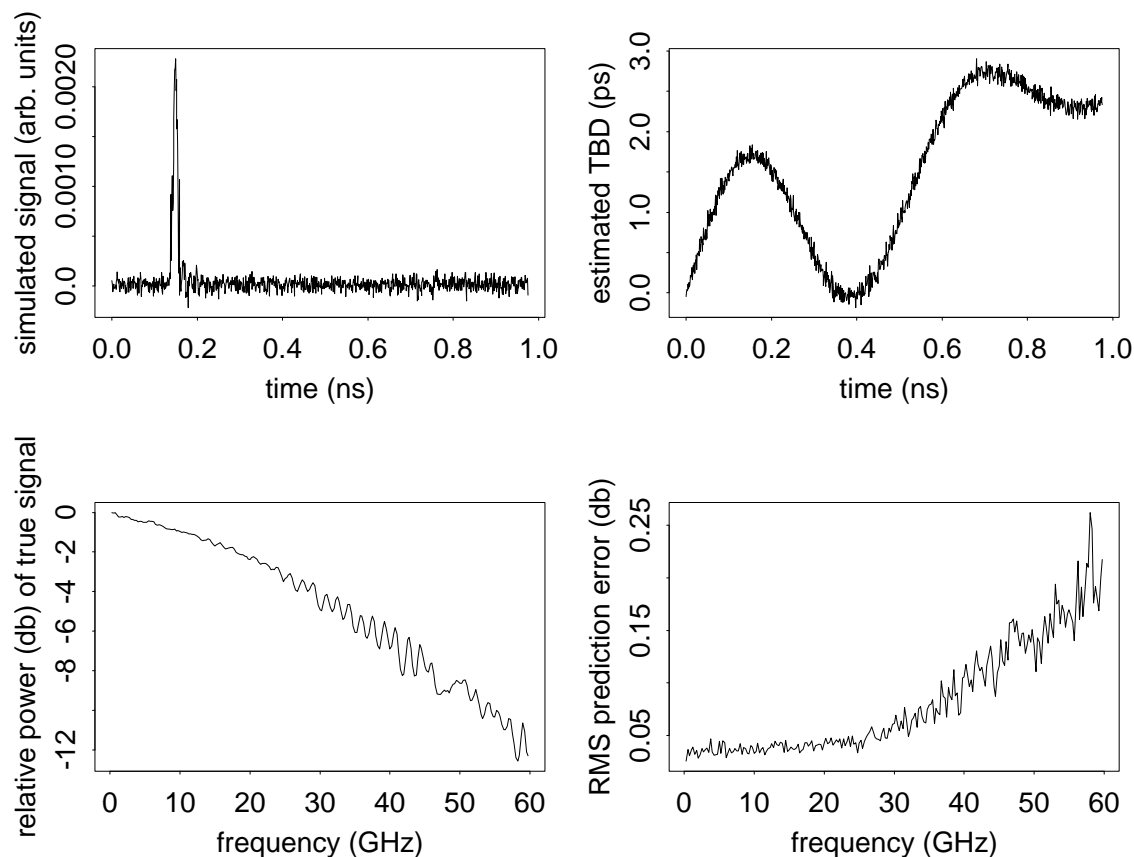 simulated signal (arb. units)
0.0020
0.0010
0.0
0.0 0.2 0.4 0.6 0.8 1.0
time (ns)
estimated TBD (ps)
3.0
2.0
1.0
0.0
0.0 0.2 0.4 0.6 0.8 1.0
time (ns)
relative power (db) of true signal
0
-2
-4
-6
-8
-12
0 10 20 30 40 50 60
frequency (GHz)
RMS prediction error (db)
0.25
0.15
0.05
0 10 20 30 40 50 60
frequency (GHz)